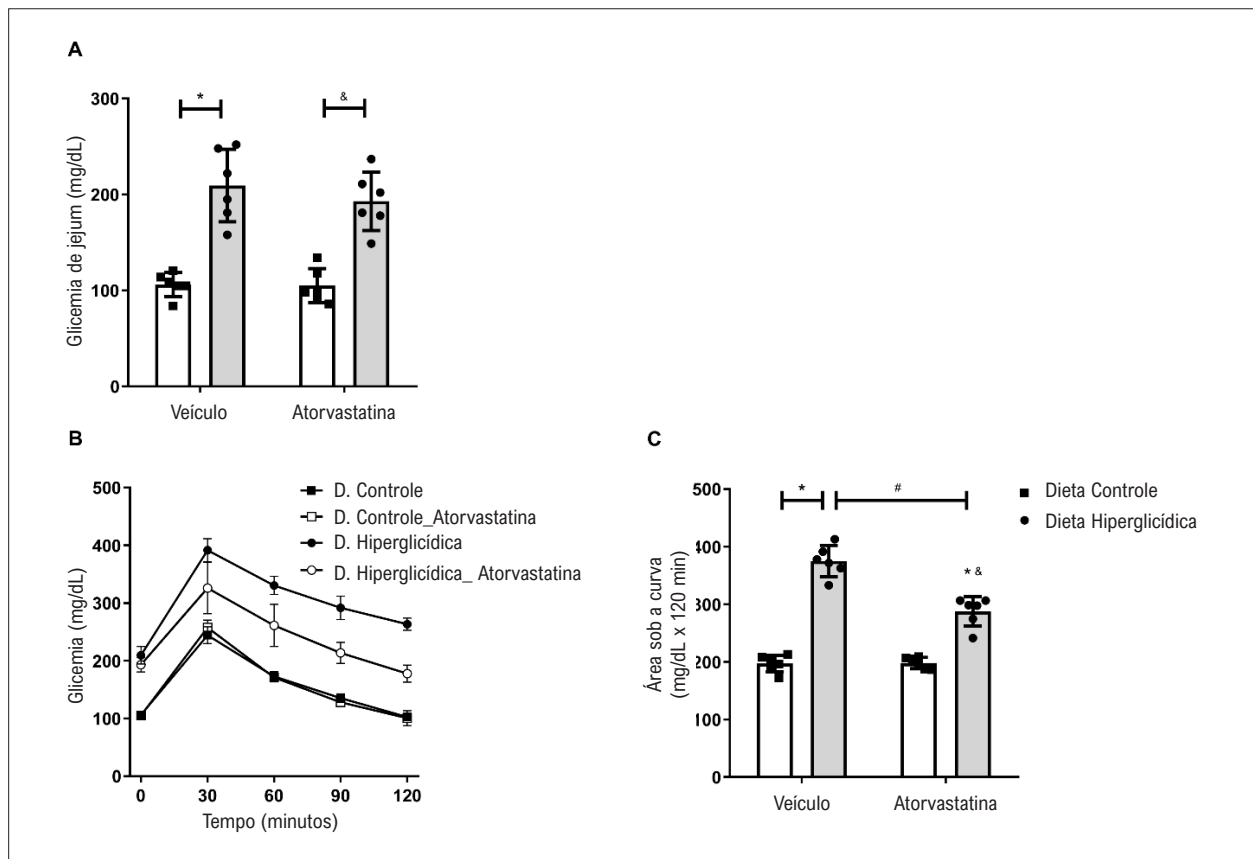 A
Glicemia de jejum (mg/dL)
300
200
100
0
*
&
Veículo
Atorvastatina
B
Glicemia (mg/dL)
500
400
300
200
100
0
0
30
60
90
120
Tempo (minutos)
D. Controle
D. Controle_Atorvastatina
D. Hiperglicídica
D. Hiperglicídica_ Atorvastatina
C
Área sob a curva
(mg/dL x 120 min)
500
400
300
200
100
0
*
#
* &
Veículo
Atorvastatina
Dieta Controle
Dieta Hiperglicídica